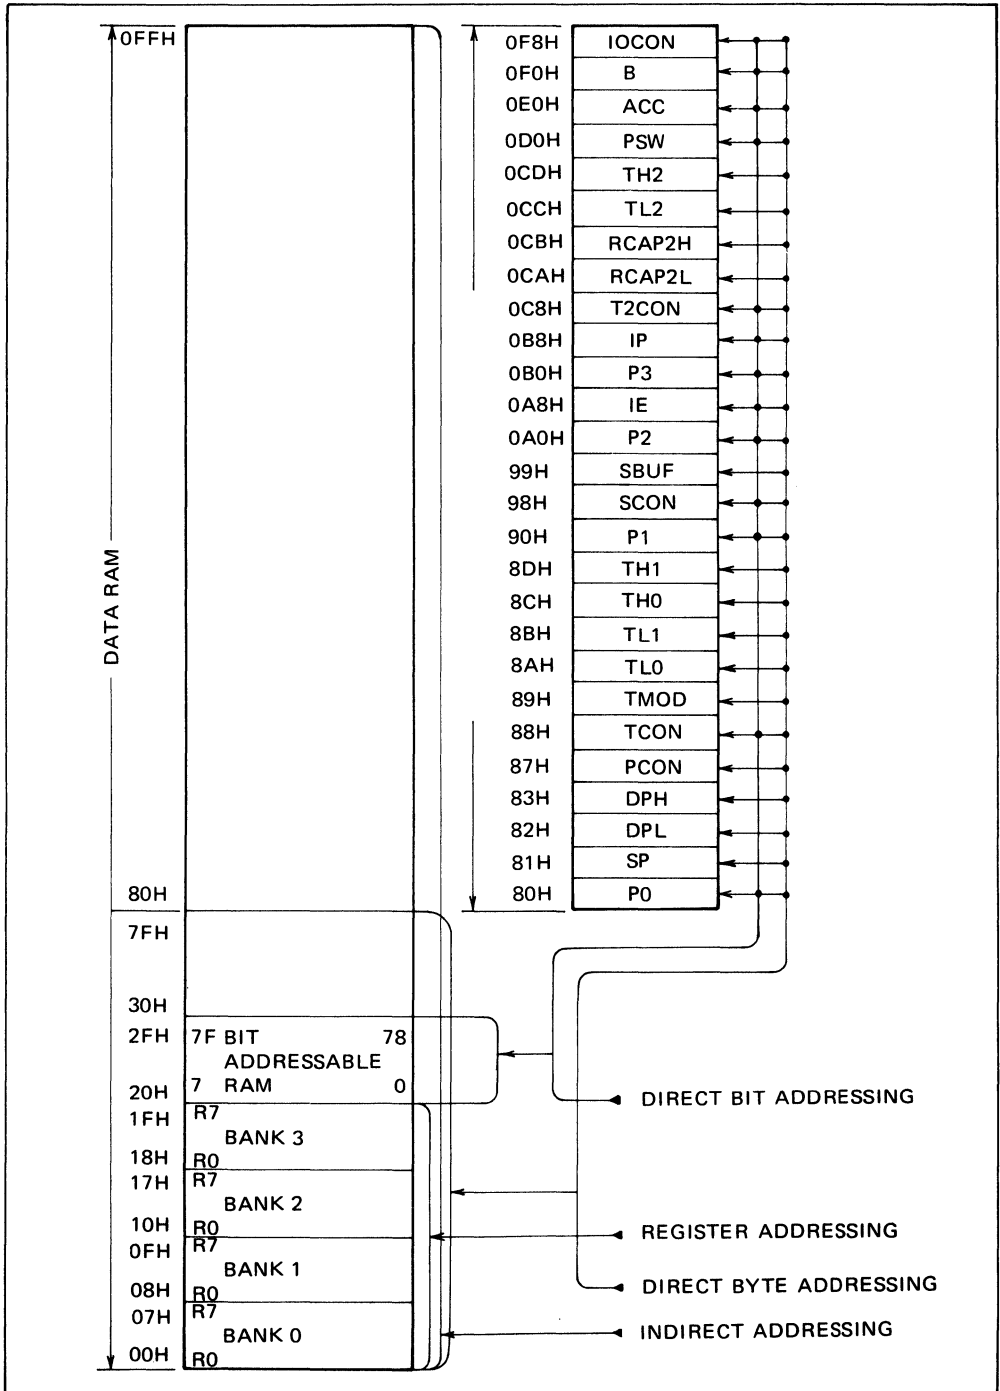 0FFH
0F8H IOCON
0F0H B
0E0H ACC
0D0H PSW
0CDH TH2
0CCH TL2
0CBH RCAP2H
0CAH RCAP2L
0C8H T2CON
0B8H IP
0B0H P3
0A8H IE
0A0H P2
99H SBUF
98H SCON
90H P1
8DH TH1
8CH TH0
8BH TL1
8AH TL0
89H TMOD
88H TCON
87H PCON
83H DPH
82H DPL
81H SP
80H P0
DATA RAM
80H
7FH
30H
2FH 7F BIT 78
ADDRESSABLE
20H 7 RAM 0
1FH R7
BANK 3
18H R0
17H R7
BANK 2
10H R0
0FH R7
BANK 1
08H R0
07H R7
BANK 0
00H R0
DIRECT BIT ADDRESSING
REGISTER ADDRESSING
DIRECT BYTE ADDRESSING
INDIRECT ADDRESSING